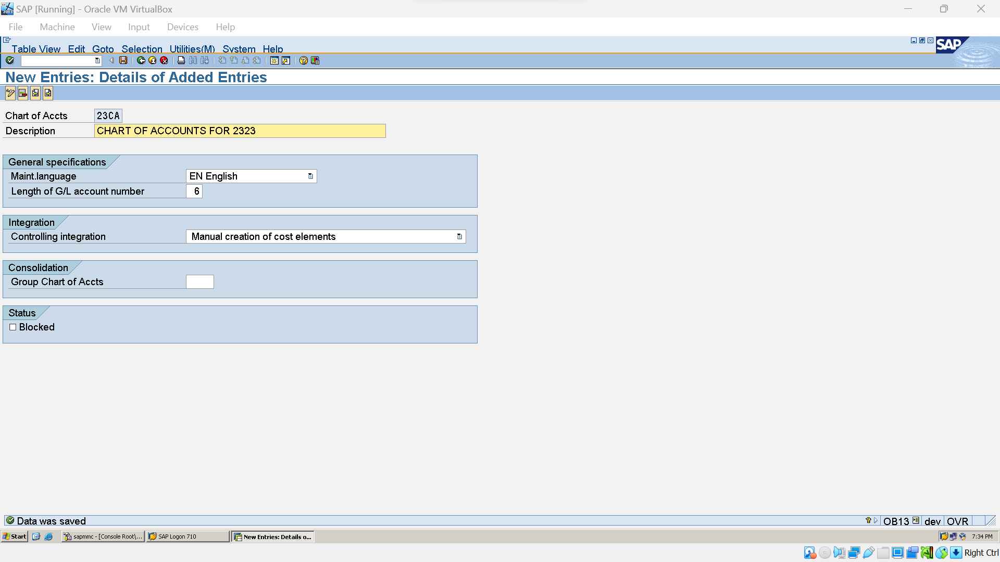 SAP [Running] - Oracle VM VirtualBox
File Machine View Input Devices Help
Table View Edit Goto Selection Utilities(M) System Help
SAP
New Entries: Details of Added Entries
Chart of Accts 23CA
Description CHART OF ACCOUNTS FOR 2323
General specifications
Maint.language EN English
Length of G/L account number 6
Integration
Controlling integration Manual creation of cost elements
Consolidation
Group Chart of Accts
Status
Blocked
Data was saved
OB13 dev OVR
Start sapmmc - [Console Root\... SAP Logon 710 New Entries: Details o... 7:34 PM
Right Ctrl